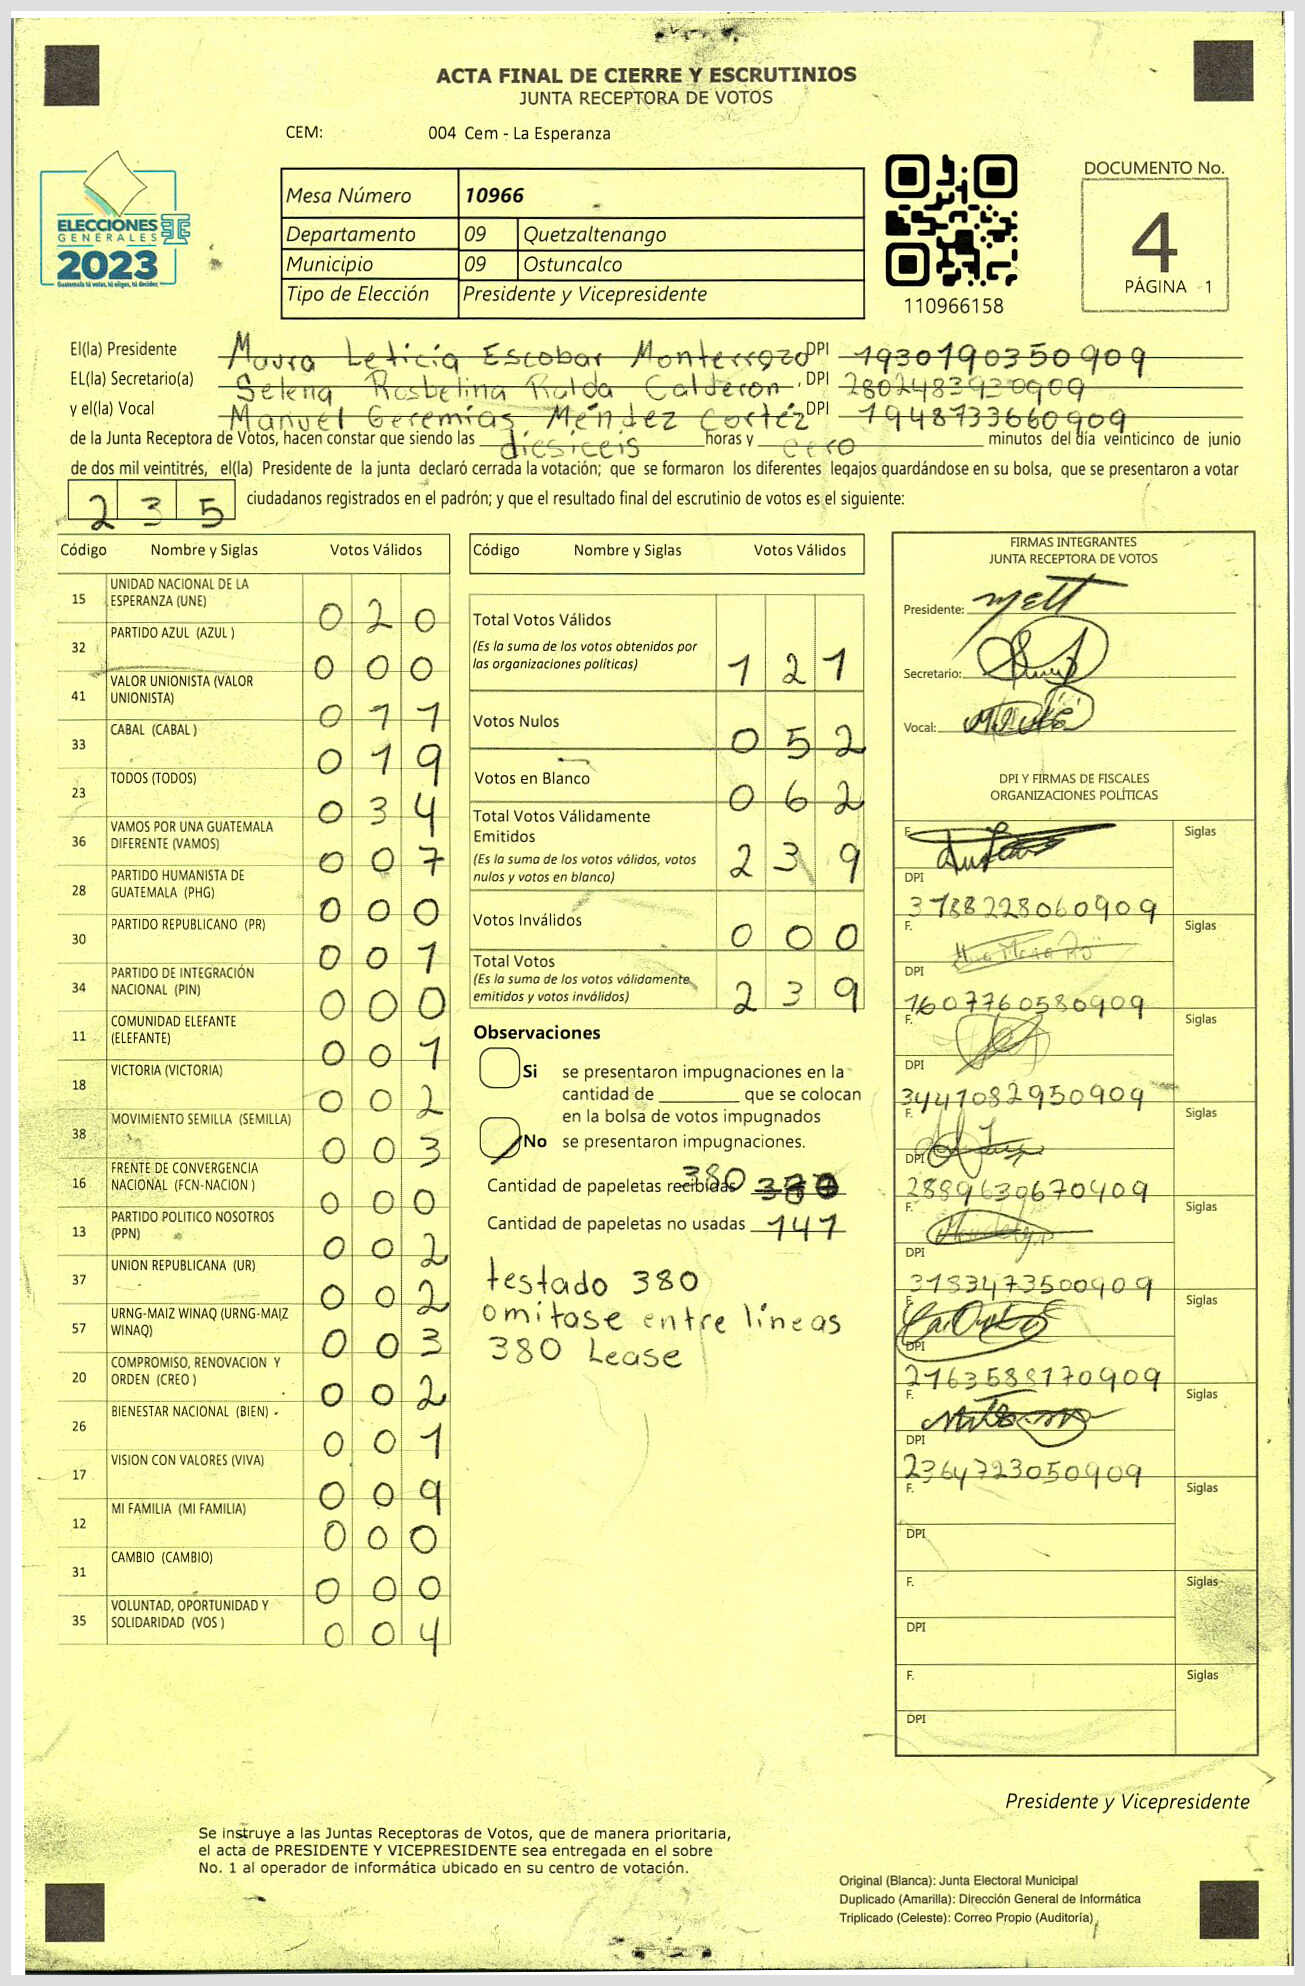 ACTA FINAL DE CIERRE Y ESCRUTINIOS
JUNTA RECEPTORA DE VOTOS
CEM: 004 Cem - La Esperanza
ELECCIONES
GENERALES
2023
Guatemala tú votas, tú eliges, tú decides
Mesa Número 10966
Departamento 09 Quetzaltenango
Municipio 09 Ostuncalco
Tipo de Elección Presidente y Vicepresidente
110966158
DOCUMENTO No.
4
PÁGINA 1
El(la) Presidente Mayra Leticia Escobar Monterrozo DPI 1930190350909
EL(la) Secretario(a) Selena Rosbelina Ralda Calderon, DPI 2802483930909
y el(la) Vocal Manuel Geremías Méndez Cortéz DPI 1948733660909
de la Junta Receptora de Votos, hacen constar que siendo las diesiceis horas y cero minutos del día veinticinco de junio
de dos mil veintitrés, el(la) Presidente de la junta declaró cerrada la votación; que se formaron los diferentes legajos guardándose en su bolsa, que se presentaron a votar
235 ciudadanos registrados en el padrón; y que el resultado final del escrutinio de votos es el siguiente:
Código Nombre y Siglas Votos Válidos
15 UNIDAD NACIONAL DE LA
ESPERANZA (UNE) 0 2 0
32 PARTIDO AZUL (AZUL ) 0 0 0
41 VALOR UNIONISTA (VALOR
UNIONISTA) 0 1 1
33 CABAL (CABAL ) 0 1 9
23 TODOS (TODOS) 0 3 4
36 VAMOS POR UNA GUATEMALA
DIFERENTE (VAMOS) 0 0 7
28 PARTIDO HUMANISTA DE
GUATEMALA (PHG) 0 0 0
30 PARTIDO REPUBLICANO (PR) 0 0 1
34 PARTIDO DE INTEGRACIÓN
NACIONAL (PIN) 0 0 0
11 COMUNIDAD ELEFANTE
(ELEFANTE) 0 0 1
18 VICTORIA (VICTORIA) 0 0 2
38 MOVIMIENTO SEMILLA (SEMILLA) 0 0 3
16 FRENTE DE CONVERGENCIA
NACIONAL (FCN-NACION ) 0 0 0
13 PARTIDO POLITICO NOSOTROS
(PPN) 0 0 2
37 UNION REPUBLICANA (UR) 0 0 2
57 URNG-MAIZ WINAQ (URNG-MAIZ
WINAQ) 0 0 3
20 COMPROMISO, RENOVACION Y
ORDEN (CREO ) 0 0 2
26 BIENESTAR NACIONAL (BIEN) 0 0 1
17 VISION CON VALORES (VIVA) 0 0 9
12 MI FAMILIA (MI FAMILIA) 0 0 0
31 CAMBIO (CAMBIO) 0 0 0
35 VOLUNTAD, OPORTUNIDAD Y
SOLIDARIDAD (VOS ) 0 0 4
Código Nombre y Siglas Votos Válidos
Total Votos Válidos
(Es la suma de los votos obtenidos por
las organizaciones políticas) 1 2 1
Votos Nulos 0 5 2
Votos en Blanco 0 6 2
Total Votos Válidamente
Emitidos
(Es la suma de los votos válidos, votos
nulos y votos en blanco) 2 3 9
Votos Inválidos 0 0 0
Total Votos
(Es la suma de los votos válidamente
emitidos y votos inválidos) 2 3 9
Observaciones
Si se presentaron impugnaciones en la
cantidad de ________ que se colocan
en la bolsa de votos impugnados
No se presentaron impugnaciones.
Cantidad de papeletas recibidas 380
Cantidad de papeletas no usadas 141
testado 380
omitase entre líneas
380 Lease
FIRMAS INTEGRANTES
JUNTA RECEPTORA DE VOTOS
Presidente:
Secretario:
Vocal:
DPI Y FIRMAS DE FISCALES
ORGANIZACIONES POLÍTICAS
F. Siglas
DPI
3188228060909
F. Siglas
DPI
1607760580909
F. Siglas
DPI
3441082950909
F. Siglas
DPI
2889630670409
F. Siglas
DPI
3183473500909
F. Siglas
DPI
2163588170909
F. Siglas
DPI
2364723050909
F. Siglas
DPI
F. Siglas
DPI
F. Siglas
DPI
Presidente y Vicepresidente
Se instruye a las Juntas Receptoras de Votos, que de manera prioritaria,
el acta de PRESIDENTE Y VICEPRESIDENTE sea entregada en el sobre
No. 1 al operador de informática ubicado en su centro de votación.
Original (Blanca): Junta Electoral Municipal
Duplicado (Amarilla): Dirección General de Informática
Triplicado (Celeste): Correo Propio (Auditoría)